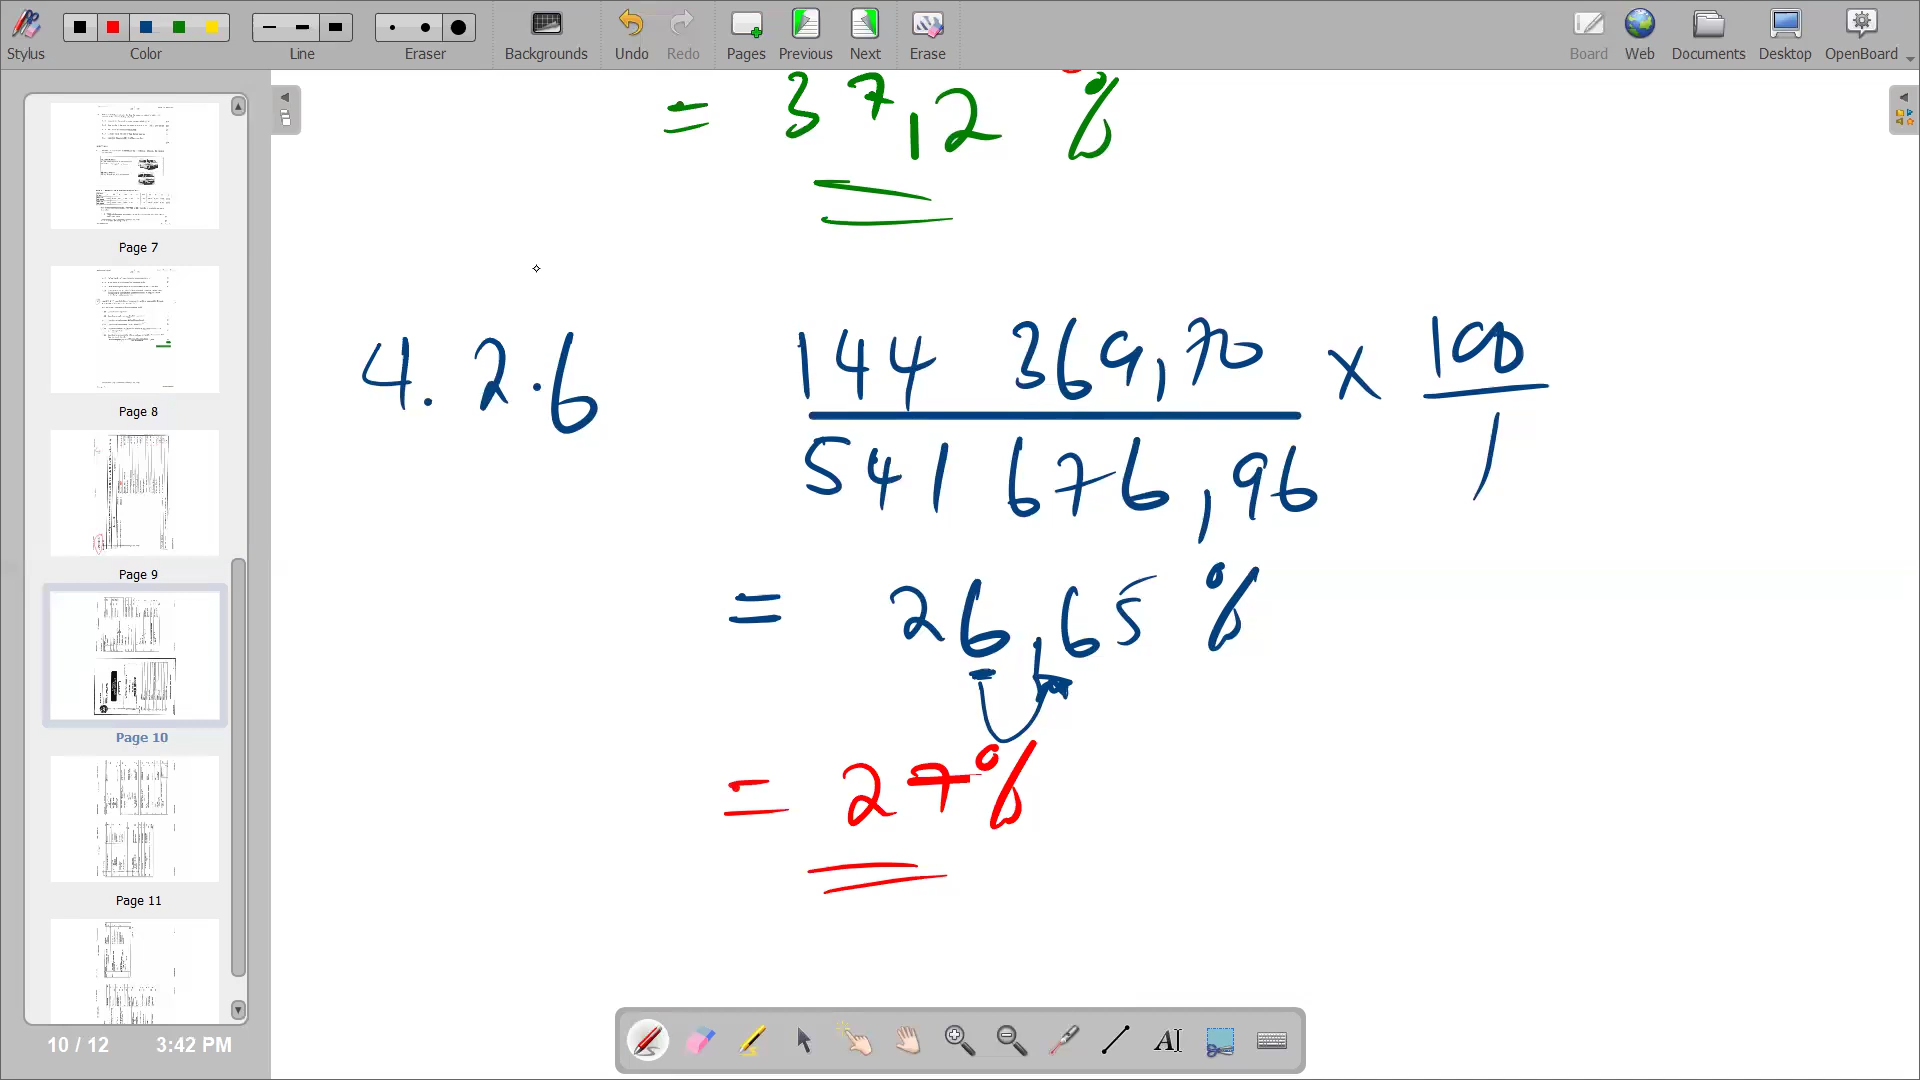 Stylus Color Line Eraser Backgrounds Undo Redo Pages Previous Next Erase Board Web Documents Desktop OpenBoard
= 37,2 %
4.2.6 144 369,70 x 100
541 676,96 1
= 26,65 %
= 27%
Page 7
Page 8
Page 9
Page 10
Page 11
10 / 12 3:42 PM